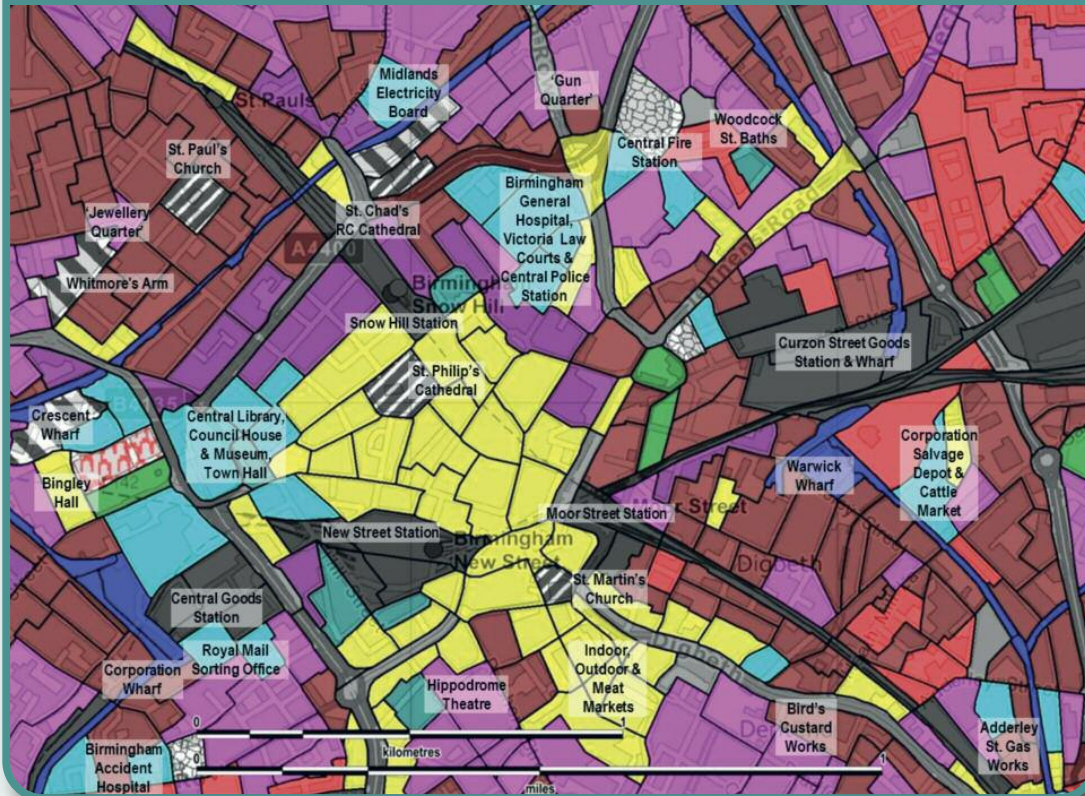 Midlands
Electricity
Board
'Gun
Quarter'
Woodcock
St. Baths
Central Fire
Station
St Pauls
St. Paul's
Church
St. Chad's
RC Cathedral
Birmingham
General
Hospital,
Victoria Law
Courts &
Central Police
Station
'Jewellery
Quarter'
Whitmore's Arm
A4400
Birmingh
Snow Hill
Snow Hill Station
St. Philip's
Cathedral
Curzon Street Goods
Station & Wharf
Crescent
Wharf
Central Library,
Council House
& Museum,
Town Hall
Bingley
Hall
Warwick
Wharf
Corporation
Salvage
Depot &
Cattle
Market
New Street Station
Birmingham
New Street
Moor Street Station
r Street
Digbeth
St. Martin's
Church
Central Goods
Station
Royal Mail
Sorting Office
Corporation
Wharf
Hippodrome
Theatre
Indoor,
Outdoor &
Meat
Markets
Digbeth
Bird's
Custard
Works
Adderley
St. Gas
Works
Birmingham
Accident
Hospital
0 1
kilometres
0 1
miles